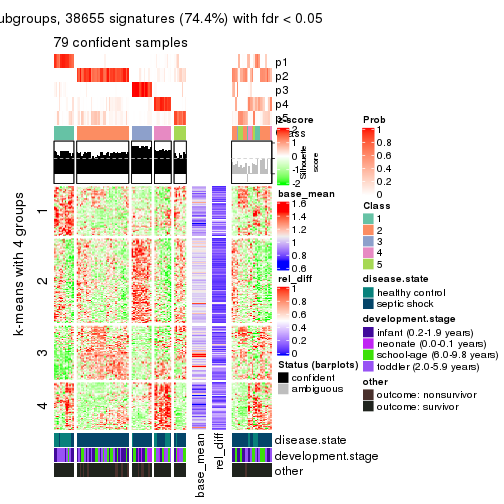 ubgroups, 38655 signatures (74.4%) with fdr < 0.05
79 confident samples
p1
p2
p3
p4
p5
Class
z-score
2
1
0
-1
-2
Silhouette
score
base_mean
1.6
1.4
1.2
1
0.8
0.6
rel_diff
1
0.8
0.6
0.4
0.2
0
Status (barplots)
confident
ambiguous
Prob
1
0.8
0.6
0.4
0.2
0
Class
1
2
3
4
5
disease.state
healthy control
septic shock
development.stage
infant (0.2-1.9 years)
neonate (0.0-0.1 years)
school-age (6.0-9.8 years)
toddler (2.0-5.9 years)
other
outcome: nonsurvivor
outcome: survivor
k-means with 4 groups
1
2
3
4
disease.state
development.stage
other
base_mean
rel_diff